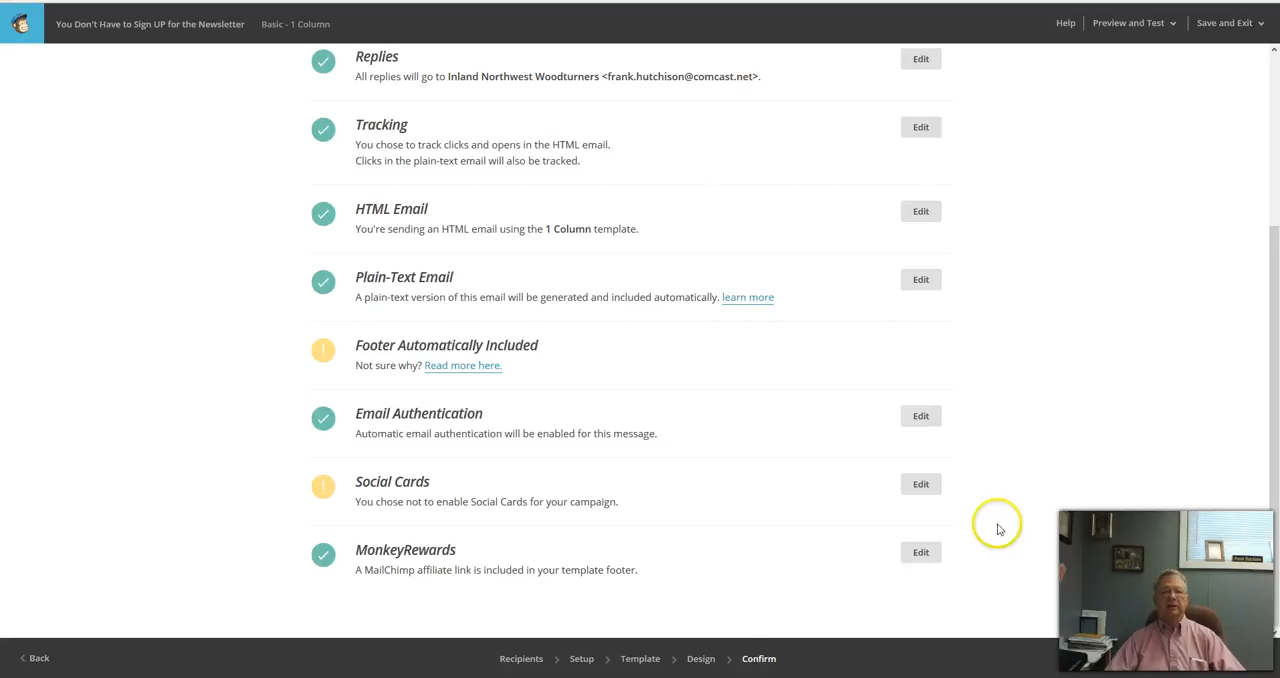 You Don't Have to Sign UP for the Newsletter Basic - 1 Column Help Preview and Test Save and Exit
Replies
Edit
All replies will go to Inland Northwest Woodturners <frank.hutchison@comcast.net>.
Tracking
Edit
You chose to track clicks and opens in the HTML email.
Clicks in the plain-text email will also be tracked.
HTML Email
Edit
You're sending an HTML email using the 1 Column template.
Plain-Text Email
Edit
A plain-text version of this email will be generated and included automatically. learn more
Footer Automatically Included
Not sure why? Read more here.
Email Authentication
Edit
Automatic email authentication will be enabled for this message.
Social Cards
Edit
You chose not to enable Social Cards for your campaign.
MonkeyRewards
Edit
A MailChimp affiliate link is included in your template footer.
Back Recipients Setup Template Design Confirm